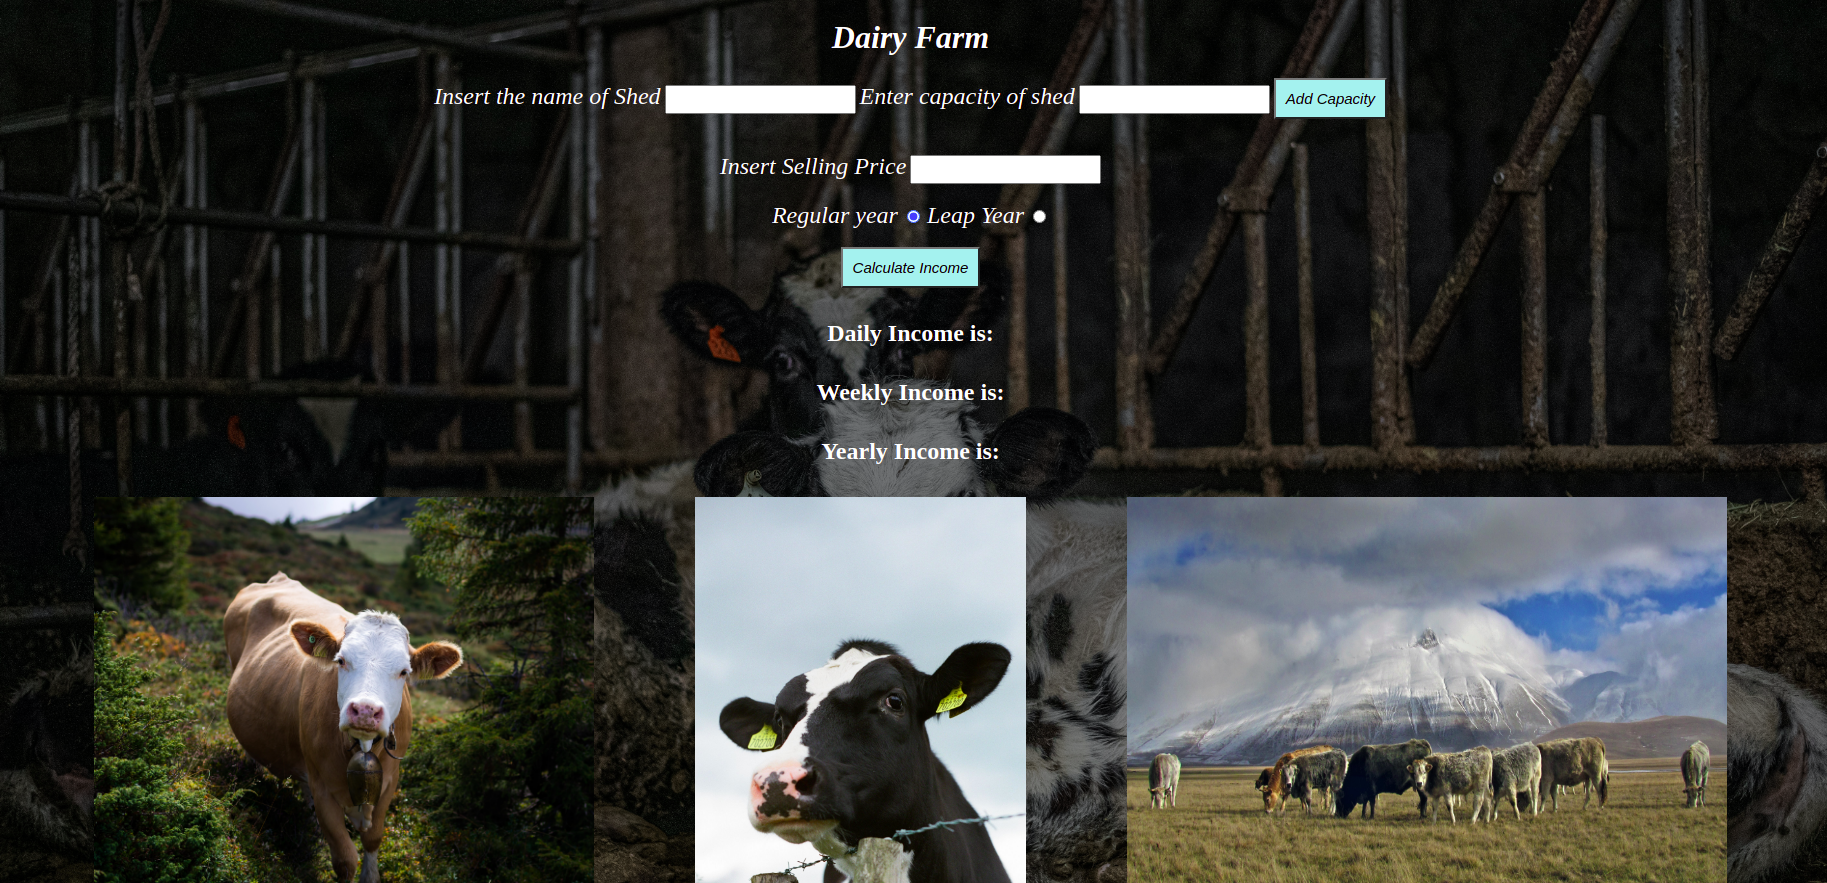 Dairy Farm
Insert the name of Shed Enter capacity of shed Add Capacity
Insert Selling Price
Regular year Leap Year
Calculate Income
Daily Income is:
Weekly Income is:
Yearly Income is: